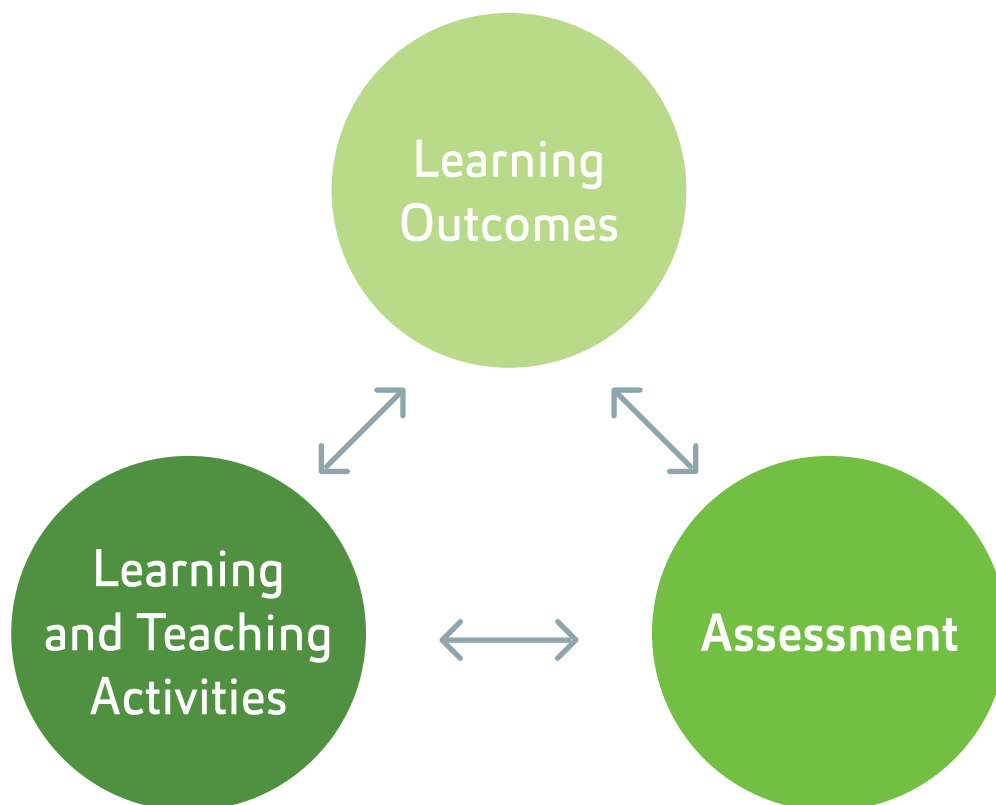 Learning
Outcomes
Learning
and Teaching
Activities
Assessment